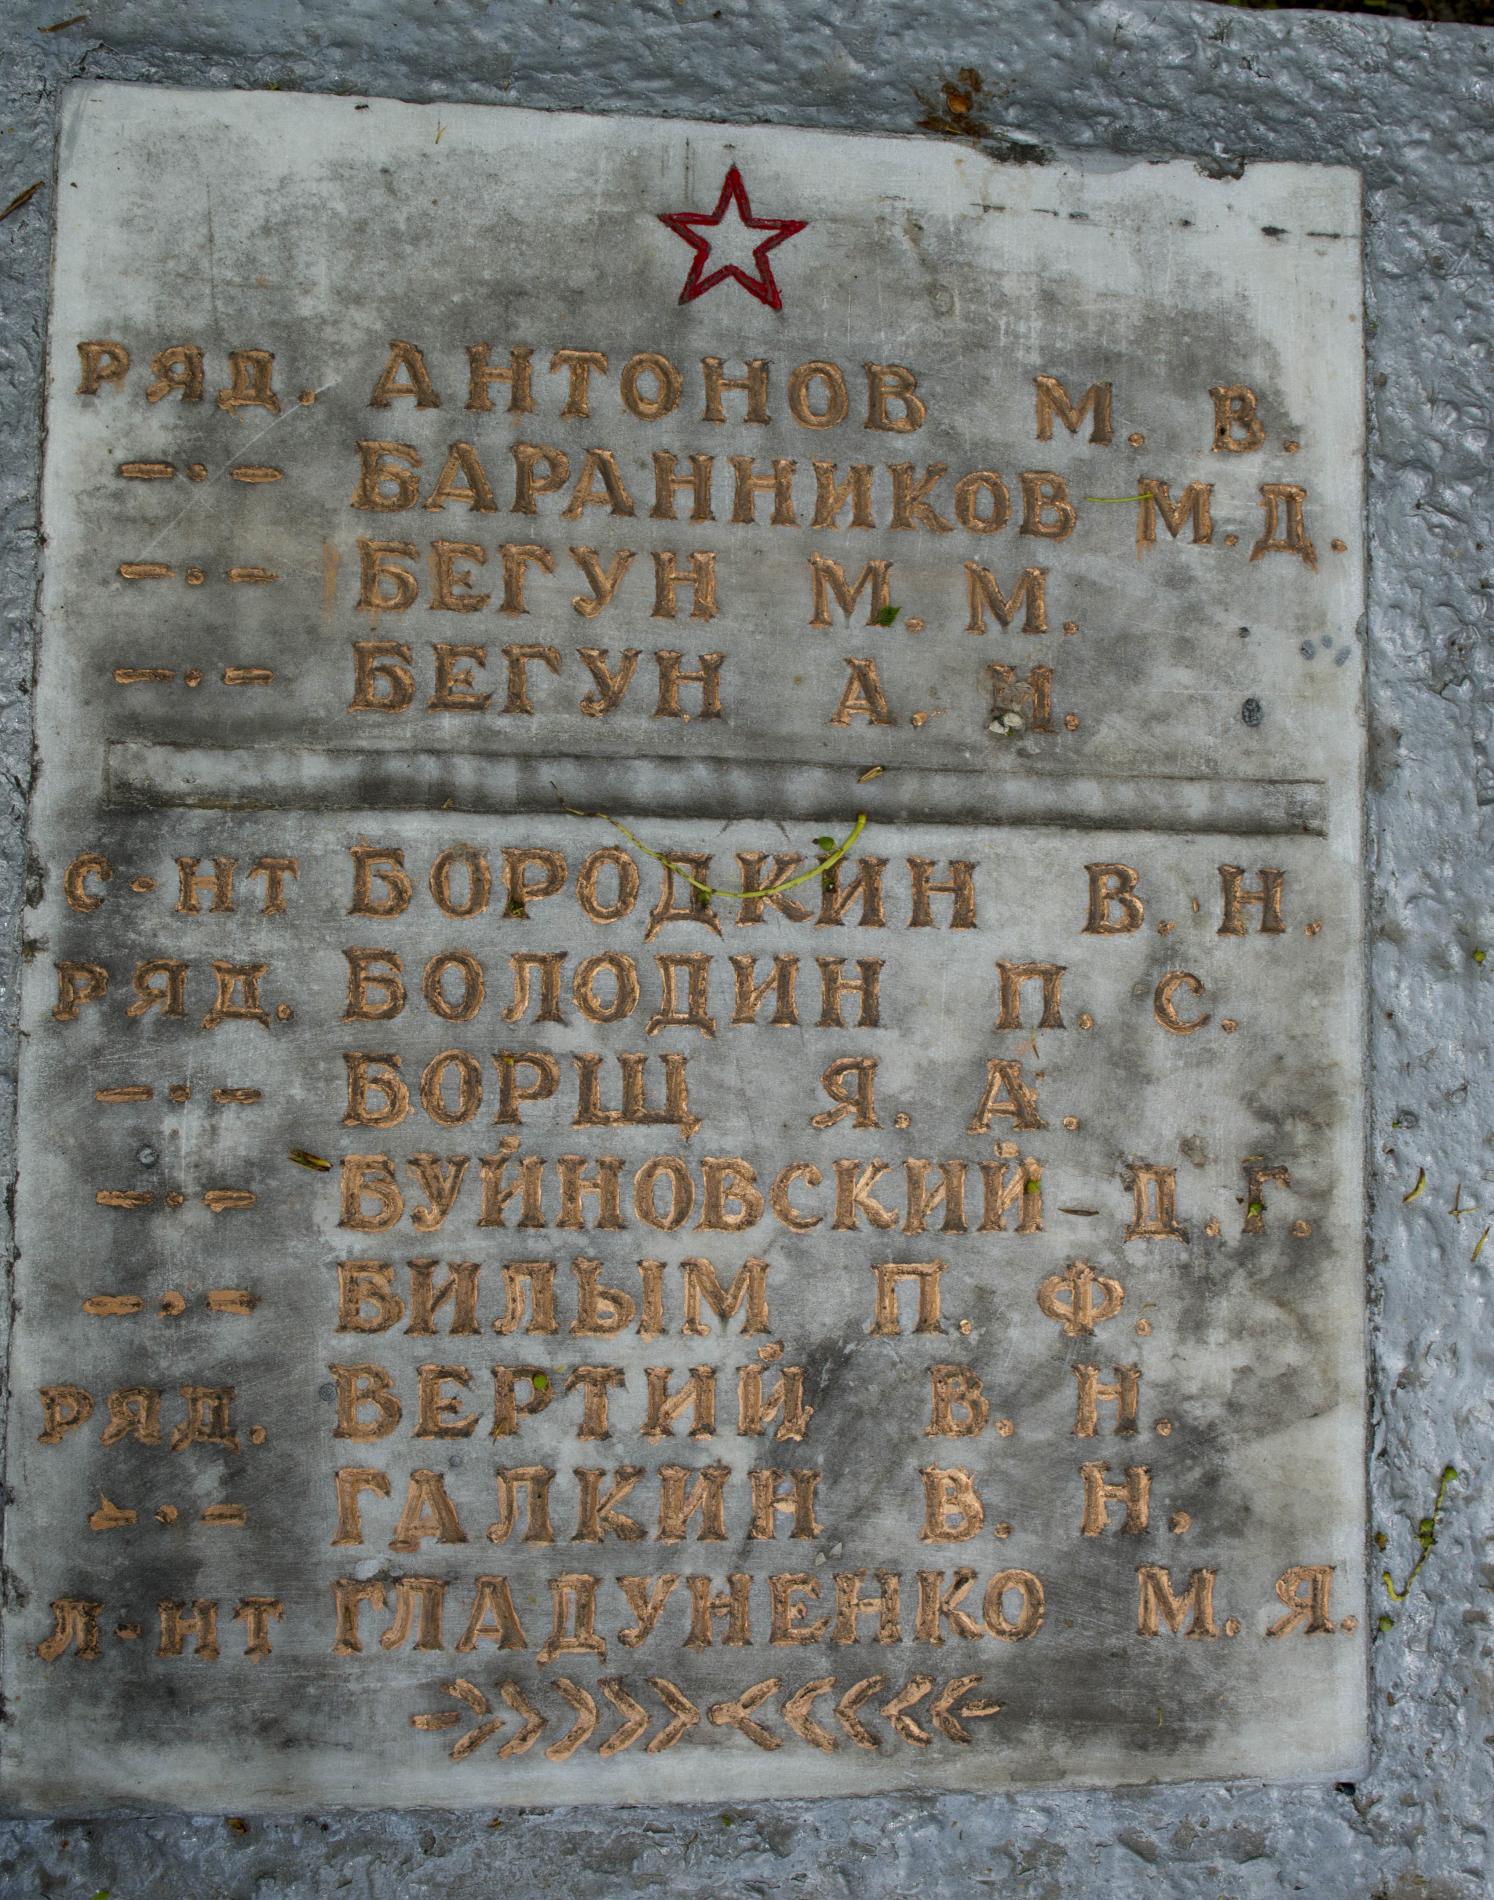 РЯД. АНТОНОВ М. В.
—·— БАРАННИКОВ М.Д.
—·— БЕГУН М. М.
—·— БЕГУН А. Н.
С-НТ БОРОДКИН В. Н.
РЯД. БОЛОДИН П. С.
—·— БОРЩ Я. А.
—·— БУЙНОВСКИЙ Д.Г.
—·— БИЛЫМ П. Ф.
РЯД. ВЕРТИЙ В. Н.
—·— ГАЛКИН В. Н.
Л-НТ ГЛАДУНЕНКО М.Я.